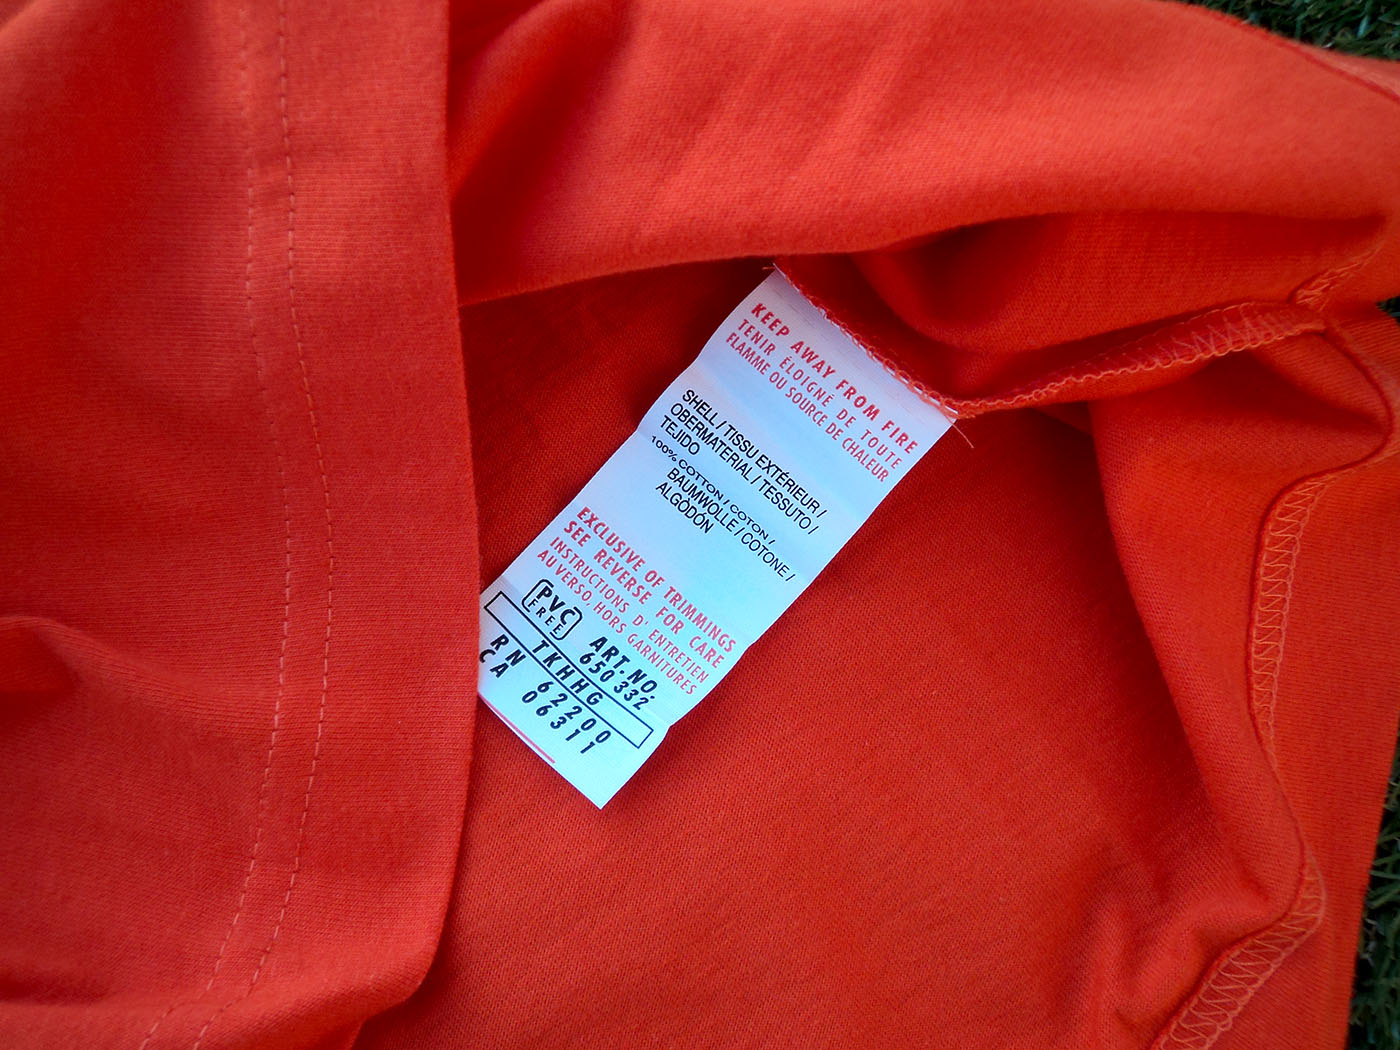 KEEP AWAY FROM FIRE
TENIR ÉLOIGNÉ DE TOUTE
FLAMME OU SOURCE DE CHALEUR
SHELL / TISSU EXTÉRIEUR /
OBERMATERIAL / TESSUTO /
TEJIDO
100% COTTON / COTON /
BAUMWOLLE / COTONE /
ALGÒDÓN
EXCLUSIVE OF TRIMMINGS
SEE REVERSE FOR CARE
INSTRUCTIONS D' ENTRETIEN
AU VERSO, HORS GARNITURES
PVC
FREE
ART. NO.
650332
TKHHG
RN 62200
CA 06311